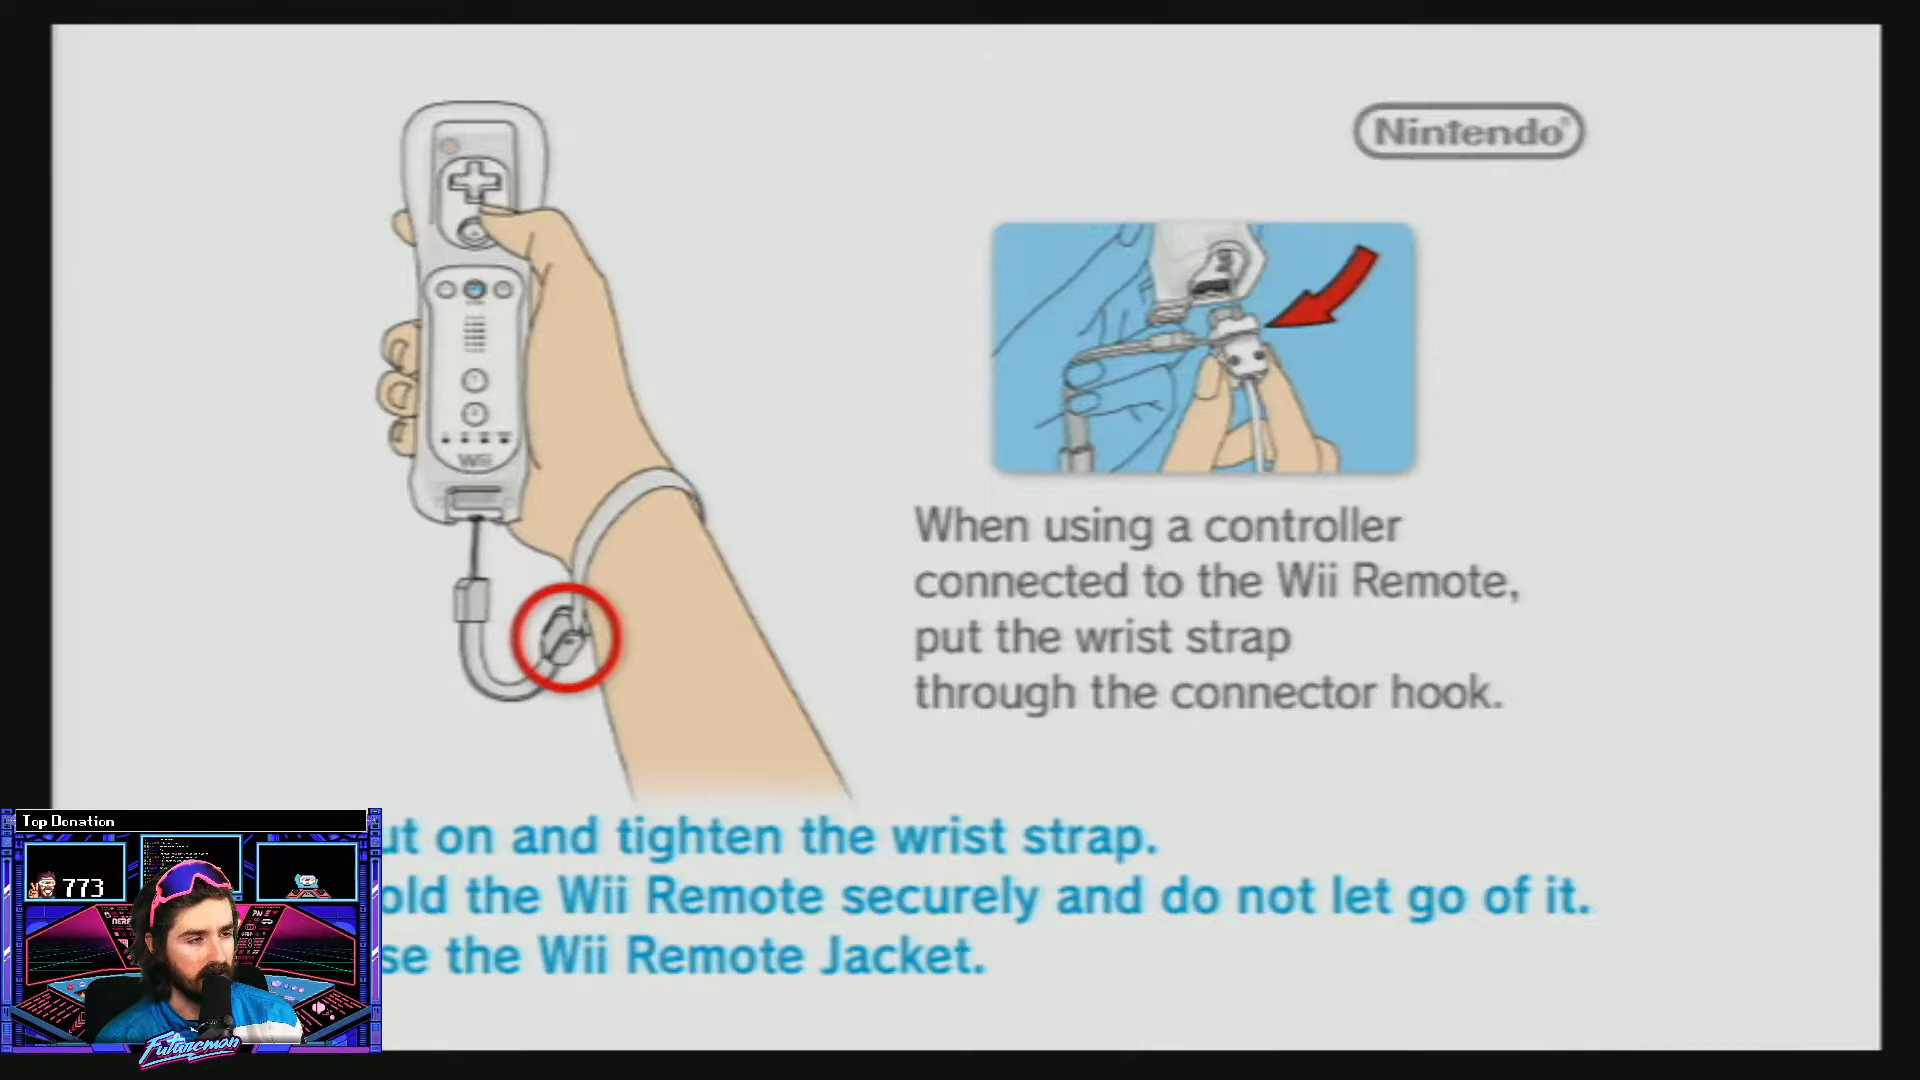 Nintendo®
Wii
When using a controller
connected to the Wii Remote,
put the wrist strap
through the connector hook.
ut on and tighten the wrist strap.
old the Wii Remote securely and do not let go of it.
se the Wii Remote Jacket.
Top Donation
773
Futureman